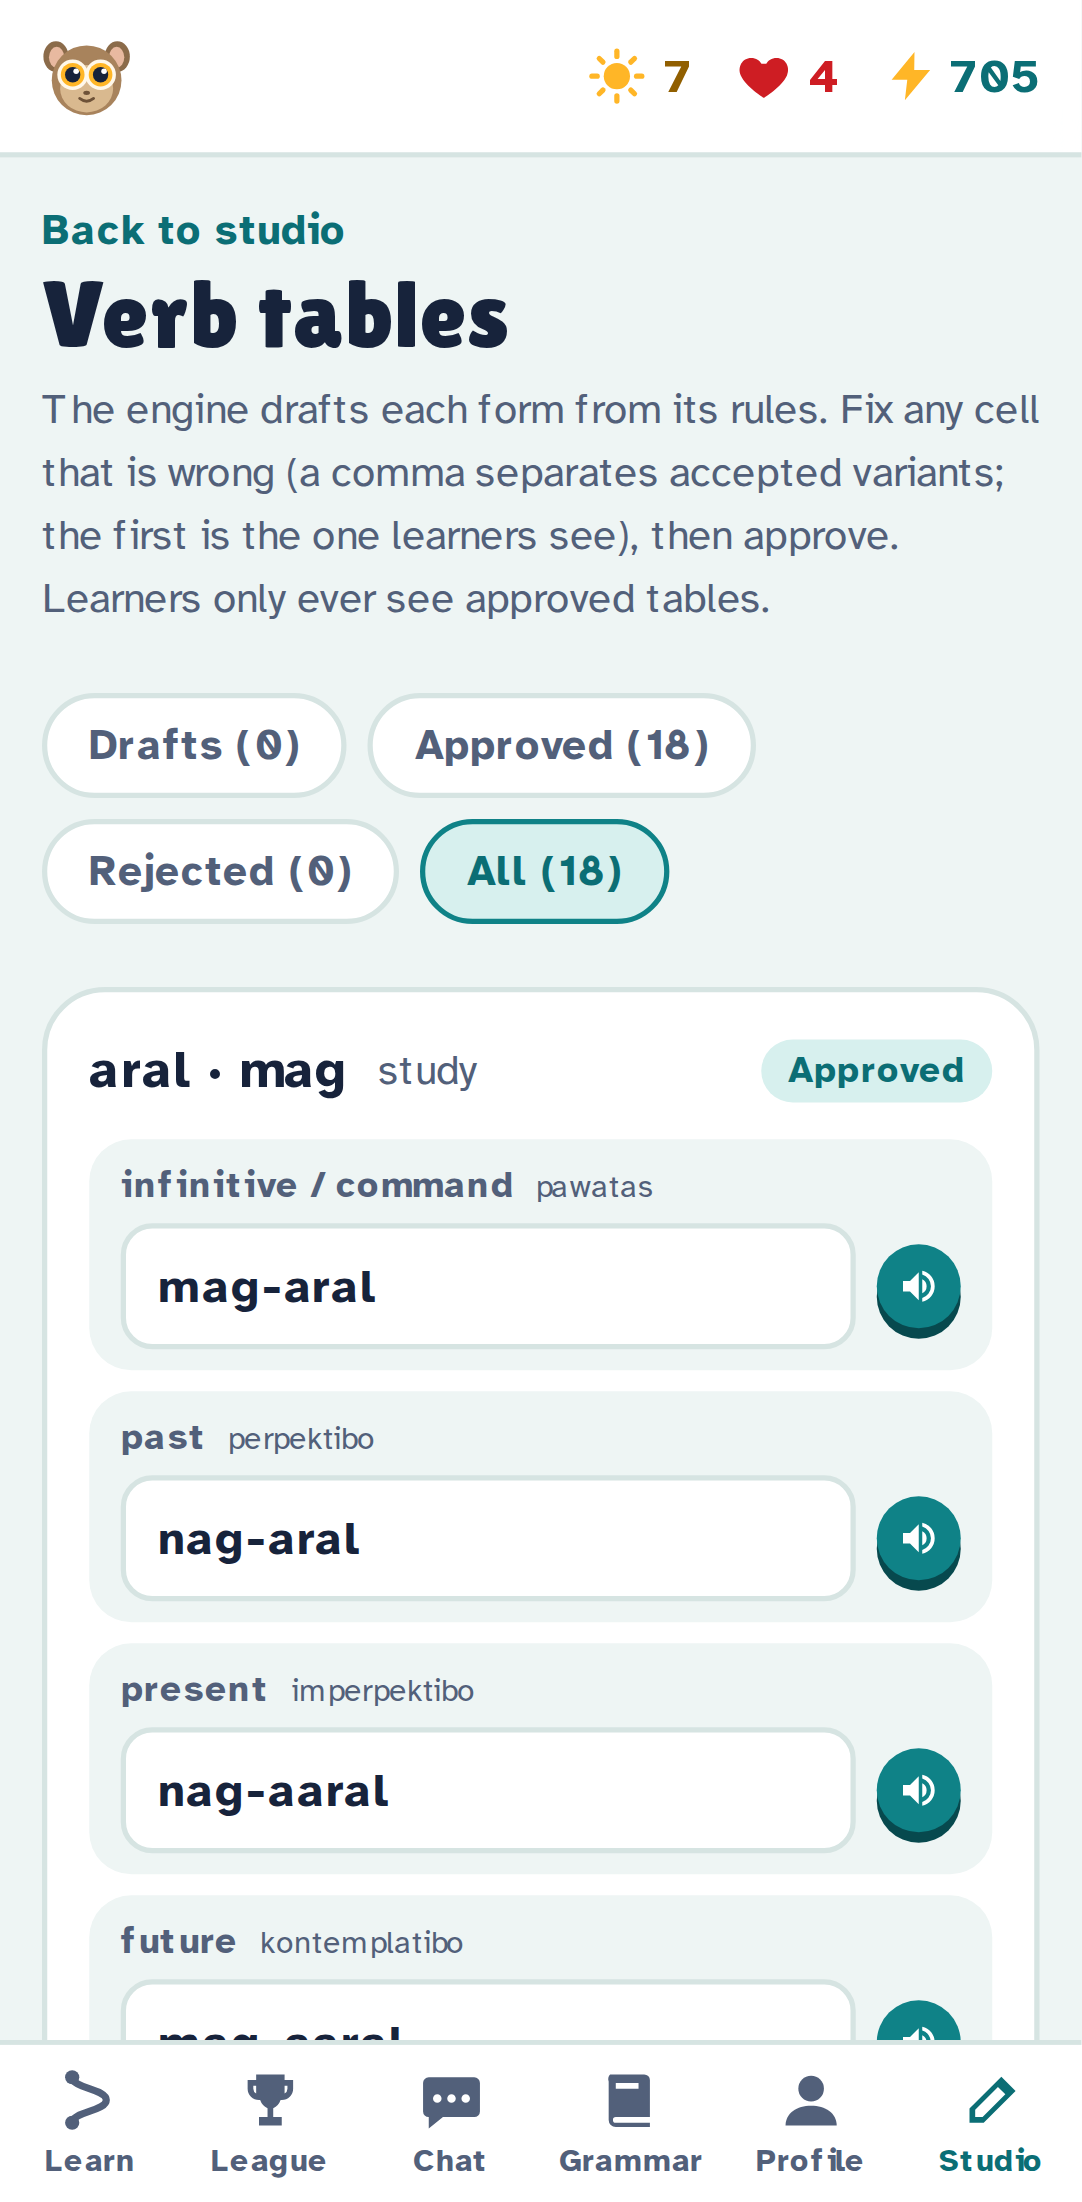 7 4 705
Back to studio
Verb tables
The engine drafts each form from its rules. Fix any cell
that is wrong (a comma separates accepted variants;
the first is the one learners see), then approve.
Learners only ever see approved tables.
Drafts (0) Approved (18)
Rejected (0) All (18)
aral · mag study Approved
infinitive / command pawatas
mag-aral
past perpektibo
nag-aral
present imperpektibo
nag-aaral
future kontemplatibo
mag-aaral
Learn League Chat Grammar Profile Studio